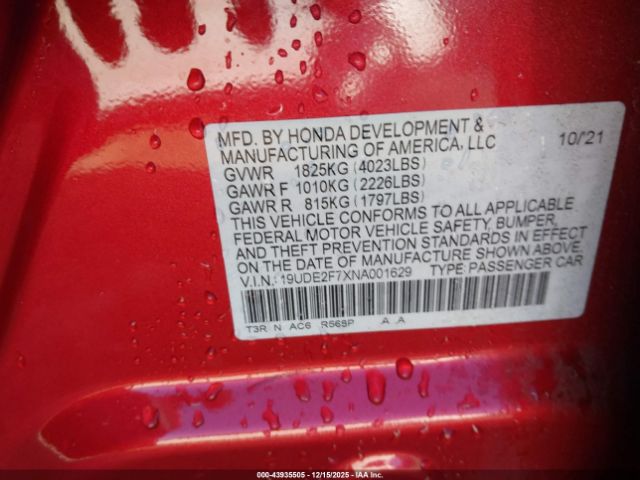 MFD. BY HONDA DEVELOPMENT &
MANUFACTURING OF AMERICA, LLC 10/21
GVWR 1825KG (4023LBS)
GAWR F 1010KG (2226LBS)
GAWR R 815KG (1797LBS)
THIS VEHICLE CONFORMS TO ALL APPLICABLE
FEDERAL MOTOR VEHICLE SAFETY, BUMPER,
AND THEFT PREVENTION STANDARDS IN EFFECT
ON THE DATE OF MANUFACTURE SHOWN ABOVE.
V.I.N.: 19UDE2F7XNA001629 TYPE: PASSENGER CAR
T3R N AC6 R568P A A
000-43935505 - 12/15/2025 - IAA Inc.